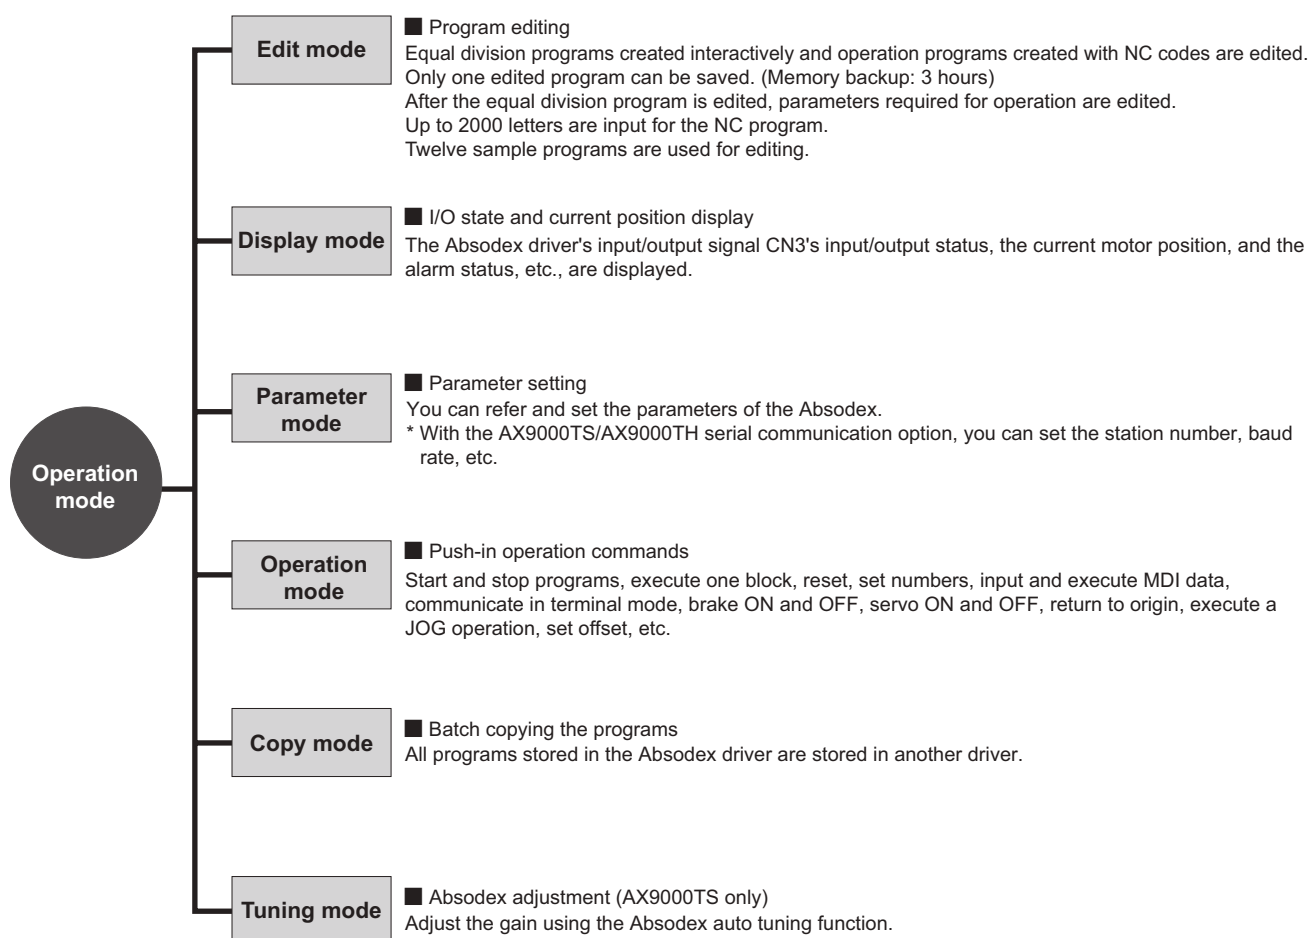 Edit mode
■ Program editing
Equal division programs created interactively and operation programs created with NC codes are edited.
Only one edited program can be saved. (Memory backup: 3 hours)
After the equal division program is edited, parameters required for operation are edited.
Up to 2000 letters are input for the NC program.
Twelve sample programs are used for editing.
Display mode
■ I/O state and current position display
The Absodex driver's input/output signal CN3's input/output status, the current motor position, and the
alarm status, etc., are displayed.
Parameter
mode
■ Parameter setting
You can refer and set the parameters of the Absodex.
* With the AX9000TS/AX9000TH serial communication option, you can set the station number, baud
rate, etc.
Operation
mode
Operation
mode
■ Push-in operation commands
Start and stop programs, execute one block, reset, set numbers, input and execute MDI data,
communicate in terminal mode, brake ON and OFF, servo ON and OFF, return to origin, execute a
JOG operation, set offset, etc.
Copy mode
■ Batch copying the programs
All programs stored in the Absodex driver are stored in another driver.
Tuning mode
■ Absodex adjustment (AX9000TS only)
Adjust the gain using the Absodex auto tuning function.